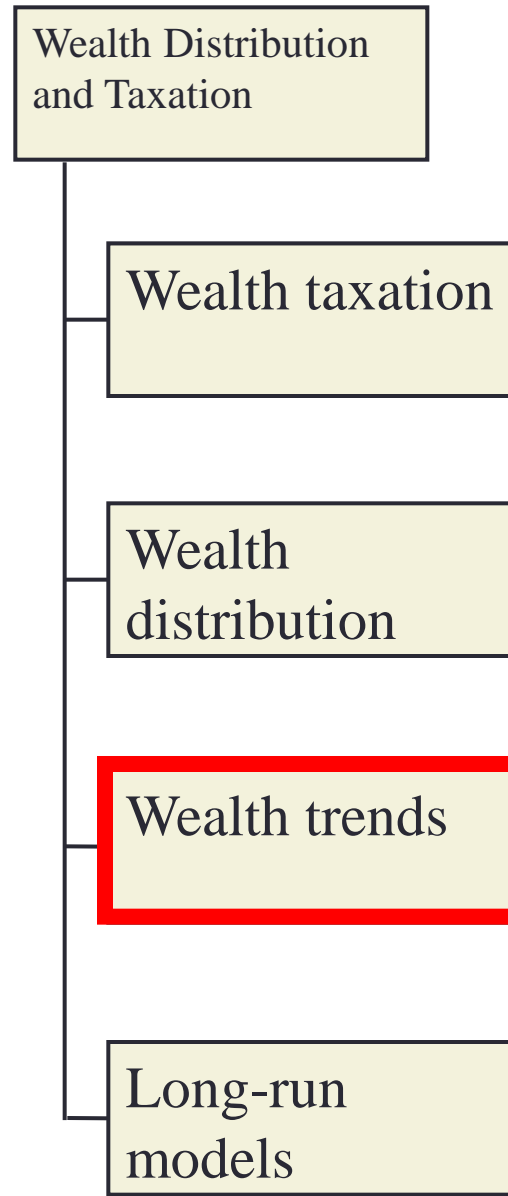 Wealth Distribution
and Taxation
Wealth taxation
Wealth
distribution
Wealth trends
Long-run
models